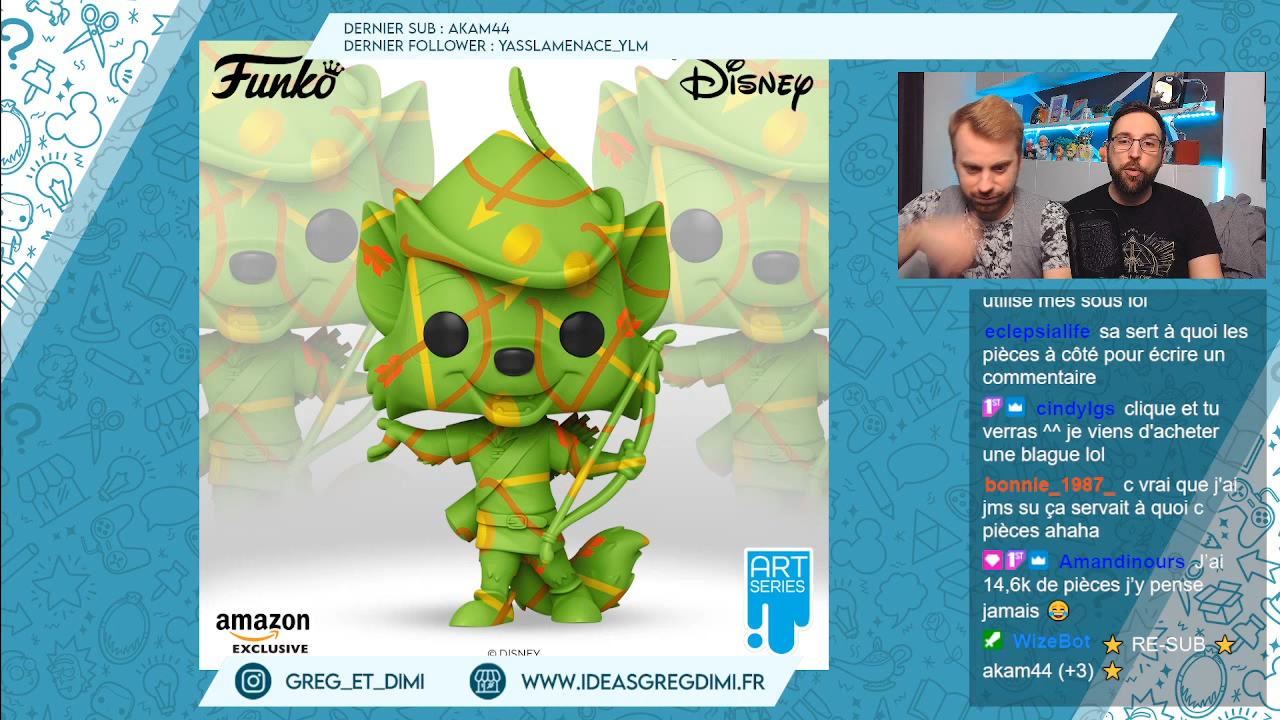 DERNIER SUB : AKAM44
DERNIER FOLLOWER : YASSLAMENACE_YLM
Funko
Disney
utilise mes sous lol
eclepsialife sa sert à quoi les
pièces à côté pour écrire un
commentaire
1ST cindylgs clique et tu
verras ^^ je viens d'acheter
une blague lol
bonnie_1987_ c vrai que j'ai
jms su ça servait à quoi c
pièces ahaha
1ST Amandinours J'ai
14,6k de pièces j'y pense
jamais 😂
WizeBot ⭐ RE-SUB ⭐
akam44 (+3) ⭐
ART
SERIES
amazon
EXCLUSIVE
© DISNEY
GREG_ET_DIMI
WWW.IDEASGREGDIMI.FR